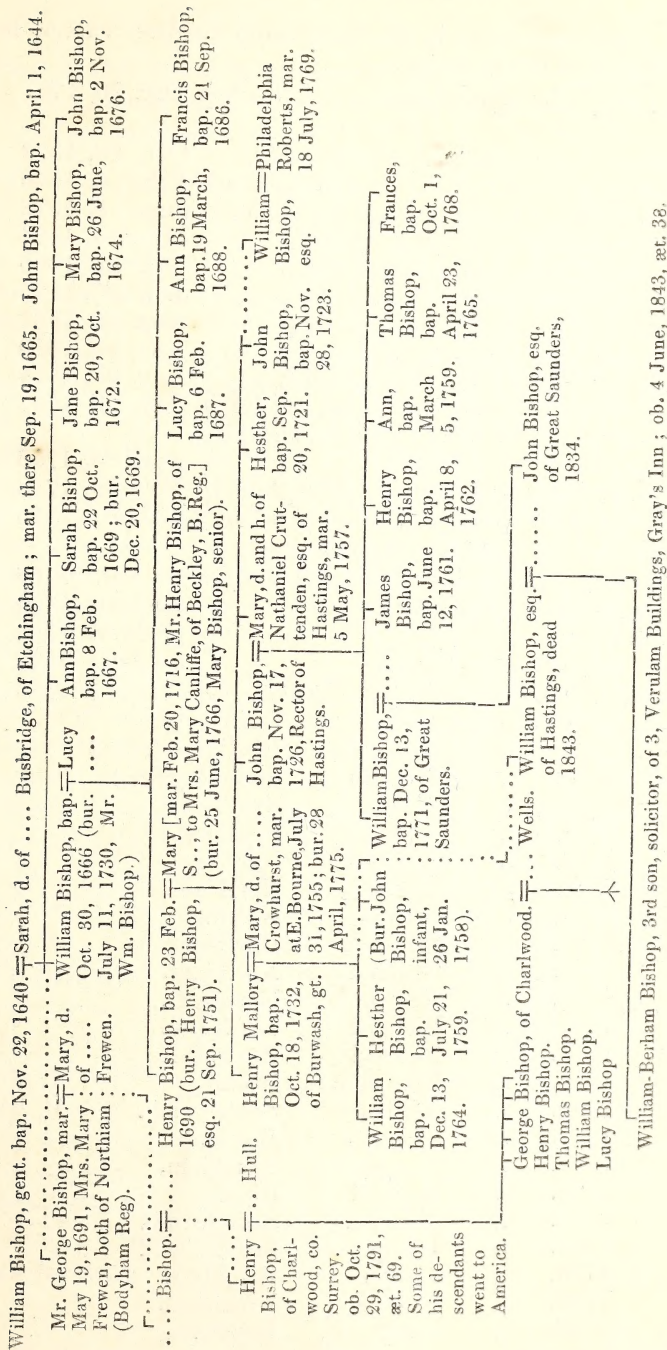 William Bishop, gent. bap. Nov. 22, 1640.=Sarah, d. of .... Busbridge, of Etchingham ; mar. there Sep. 19, 1665. John Bishop, bap. April 1, 1644.
Mr. George Bishop, mar.=Mary, d.
May 19, 1691, Mrs. Mary : of ....
Frewen, both of Northiam : Frewen.
(Bodyham Reg).
William Bishop, bap.=Lucy
Oct. 30, 1666 (bur. ....
July 11, 1730, Mr.
Wm. Bishop.)
Ann Bishop,
bap. 8 Feb.
1667.
Sarah Bishop,
bap. 22 Oct.
1669 ; bur.
Dec. 20, 1669.
Jane Bishop,
bap. 20, Oct.
1672.
Mary Bishop,
bap. 26 June,
1674.
John Bishop,
bap. 2 Nov.
1676.
.... Bishop.=....
Henry Bishop, bap. 23 Feb.=Mary [mar. Feb. 20, 1716, Mr. Henry Bishop, of
1690 (bur. Henry Bishop, S..., to Mrs. Mary Cauliffe, of Beckley, B. Reg.]
esq. 21 Sep. 1751). (bur. 25 June, 1766, Mary Bishop, senior).
Lucy Bishop,
bap. 6 Feb.
1687.
Ann Bishop,
bap. 19 March,
1688.
Francis Bishop,
bap. 21 Sep.
1686.
Henry =... Hull.
Bishop,
of Charl-
wood, co.
Surrey.
ob. Oct.
29, 1791,
æt. 69.
Some of
his de-
scendants
went to
America.
Henry Mallory=Mary, d. of ....
Bishop, bap. Crowhurst, mar.
Oct. 18, 1732, at E. Bourne, July
of Burwash, gt. 31, 1755; bur. 28
April, 1775.
John Bishop,=Mary, d. and h. of
bap. Nov. 17, Nathaniel Crut-
1726, Rector of tenden, esq. of
Hastings. Hastings, mar.
5 May, 1757.
Hesther,
bap. Sep.
20, 1721.
John
Bishop,
bap. Nov.
28, 1723.
William=Philadelphia
Bishop, Roberts, mar.
esq. 18 July, 1769.
William
Bishop,
bap.
Dec. 13,
1764.
Hesther
Bishop,
bap.
July 21,
1759.
(Bur. John
Bishop,
infant,
26 Jan.
1758).
William Bishop,=....
bap. Dec. 13,
1771, of Great
Saunders.
James
Bishop,
bap. June
12, 1761.
Henry
Bishop,
bap.
April 8,
1762.
Ann,
bap.
March
5, 1759.
Thomas
Bishop,
bap.
April 23,
1765.
Frances,
bap.
Oct. 1,
1768.
George Bishop, of Charlwood.=... Wells.
Henry Bishop.
Thomas Bishop.
William Bishop.
Lucy Bishop
William Bishop, esq.=......
of Hastings, dead
1843.
John Bishop, esq.
of Great Saunders,
1834.
William-Berham Bishop, 3rd son, solicitor, of 3, Verulam Buildings, Gray's Inn ; ob. 4 June, 1843, æt. 38.